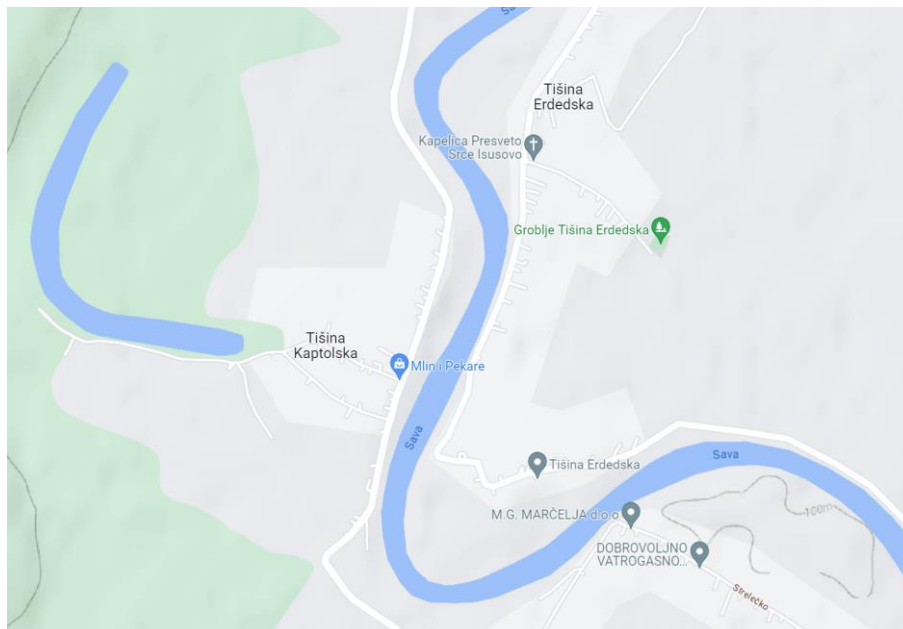 Sa
Tišina
Erdedska
Kapelica Presveto
Srce Isusovo
Groblje Tišina Erdedska
Tišina
Kaptolska
Mlin i Pekare
Sava
Sava
Tišina Erdedska
100m
M.G. MARČELJA d.o.o
DOBROVOLJNO
VATROGASNO...
Strelečko